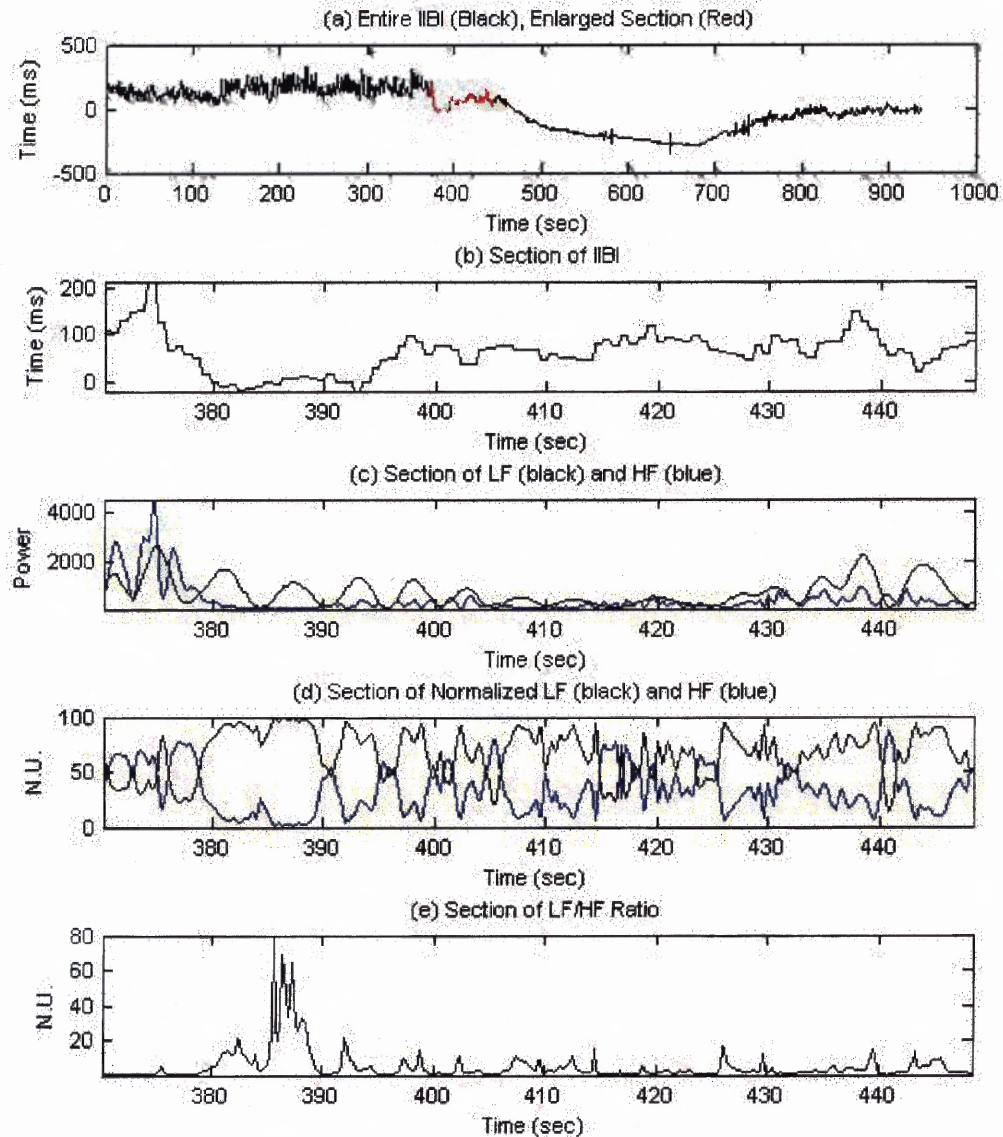 (a) Entire IIBI (Black), Enlarged Section (Red)
500
0
-500
Time (ms)
0 100 200 300 400 500 600 700 800 900 1000
Time (sec)
(b) Section of IIBI
200
100
0
Time (ms)
380 390 400 410 420 430 440
Time (sec)
(c) Section of LF (black) and HF (blue)
4000
2000
Power
380 390 400 410 420 430 440
Time (sec)
(d) Section of Normalized LF (black) and HF (blue)
100
50
0
N.U.
380 390 400 410 420 430 440
Time (sec)
(e) Section of LF/HF Ratio
80
60
40
20
N.U.
380 390 400 410 420 430 440
Time (sec)